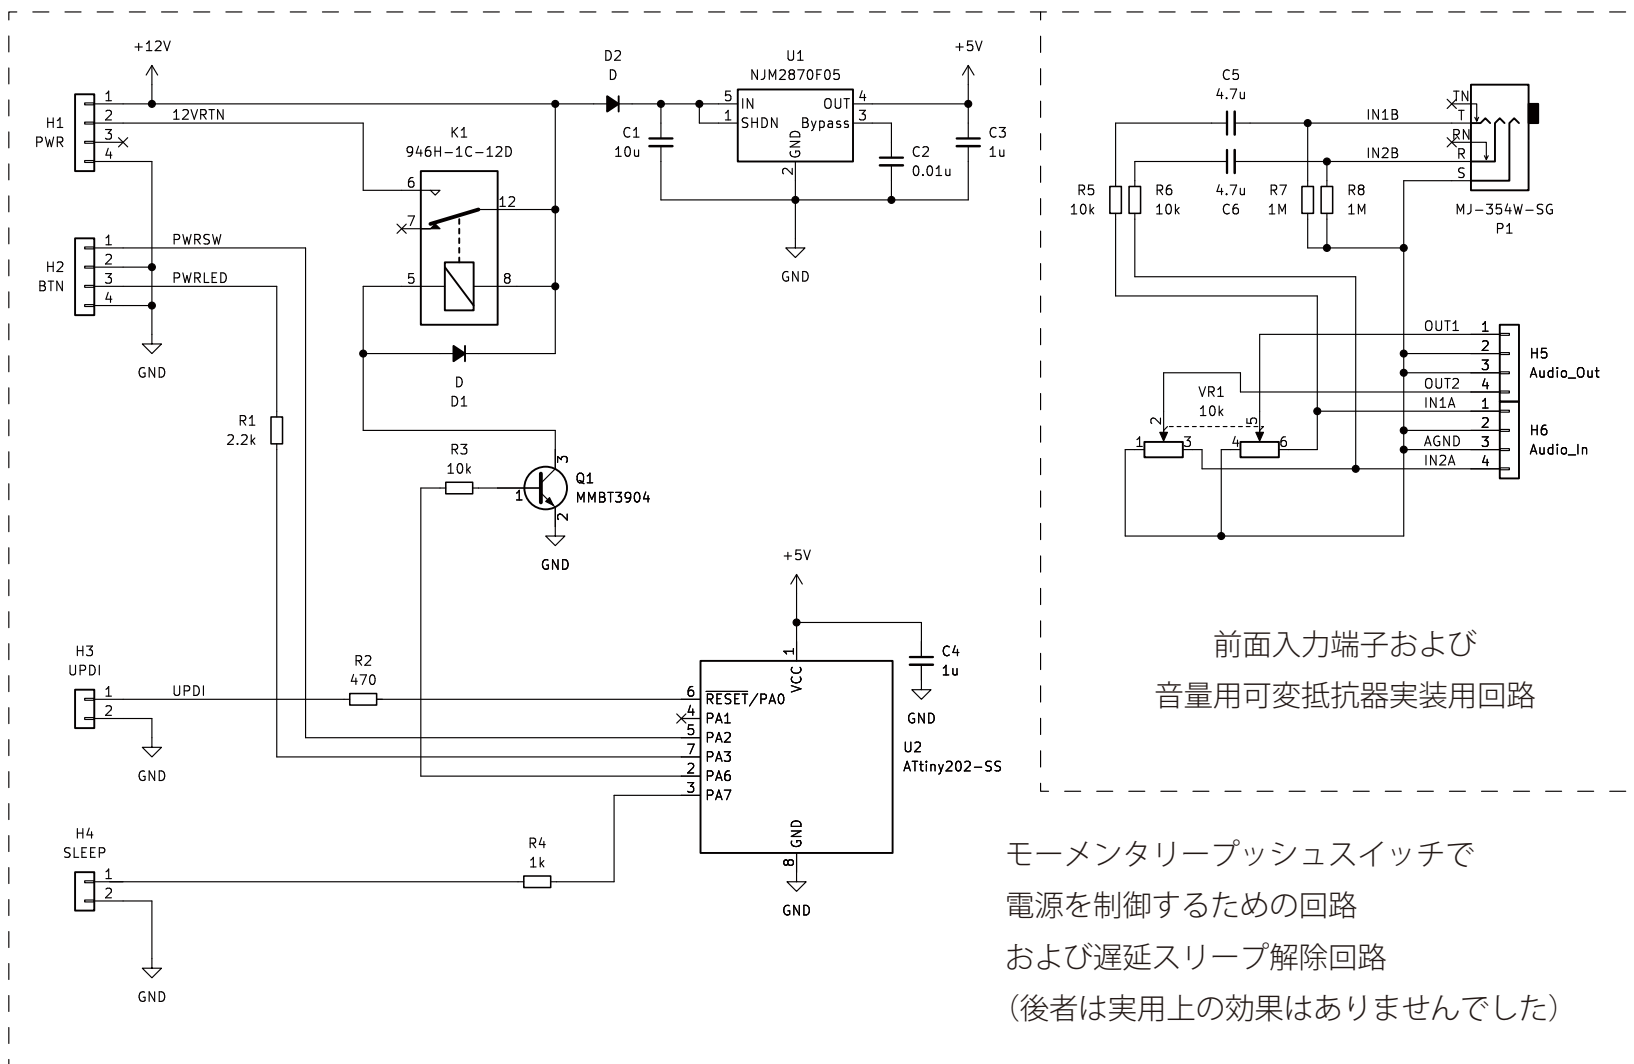 +12V
H1
PWR
1
2
3
4
12VRTN
K1
946H-1C-12D
6
7
12
5
8
D
D1
D2
D
U1
NJM2870F05
5
IN
1
SHDN
OUT
4
Bypass
3
GND
2
C1
10u
C2
0.01u
C3
1u
+5V
GND
H2
BTN
1
2
3
4
PWRSW
PWRLED
GND
R1
2.2k
R3
10k
Q1
MMBT3904
1
3
2
GND
+5V
H3
UPDI
1
2
UPDI
GND
R2
470
1
VCC
6
RESET/PA0
4
PA1
5
PA2
7
PA3
2
PA6
3
PA7
GND
8
GND
C4
1u
GND
U2
ATtiny202-SS
H4
SLEEP
1
2
GND
R4
1k
C5
4.7u
4.7u
C6
IN1B
IN2B
TN
T
RN
R
S
MJ-354W-SG
P1
R5
10k
R6
10k
R7
1M
R8
1M
OUT1
1
2
3
OUT2
4
H5
Audio_Out
IN1A
1
2
AGND
3
IN2A
4
H6
Audio_In
VR1
10k
1
2
3
4
5
6
前面入力端子および
音量用可変抵抗器実装用回路
モーメンタリープッシュスイッチで
電源を制御するための回路
および遅延スリープ解除回路
（後者は実用上の効果はありませんでした）